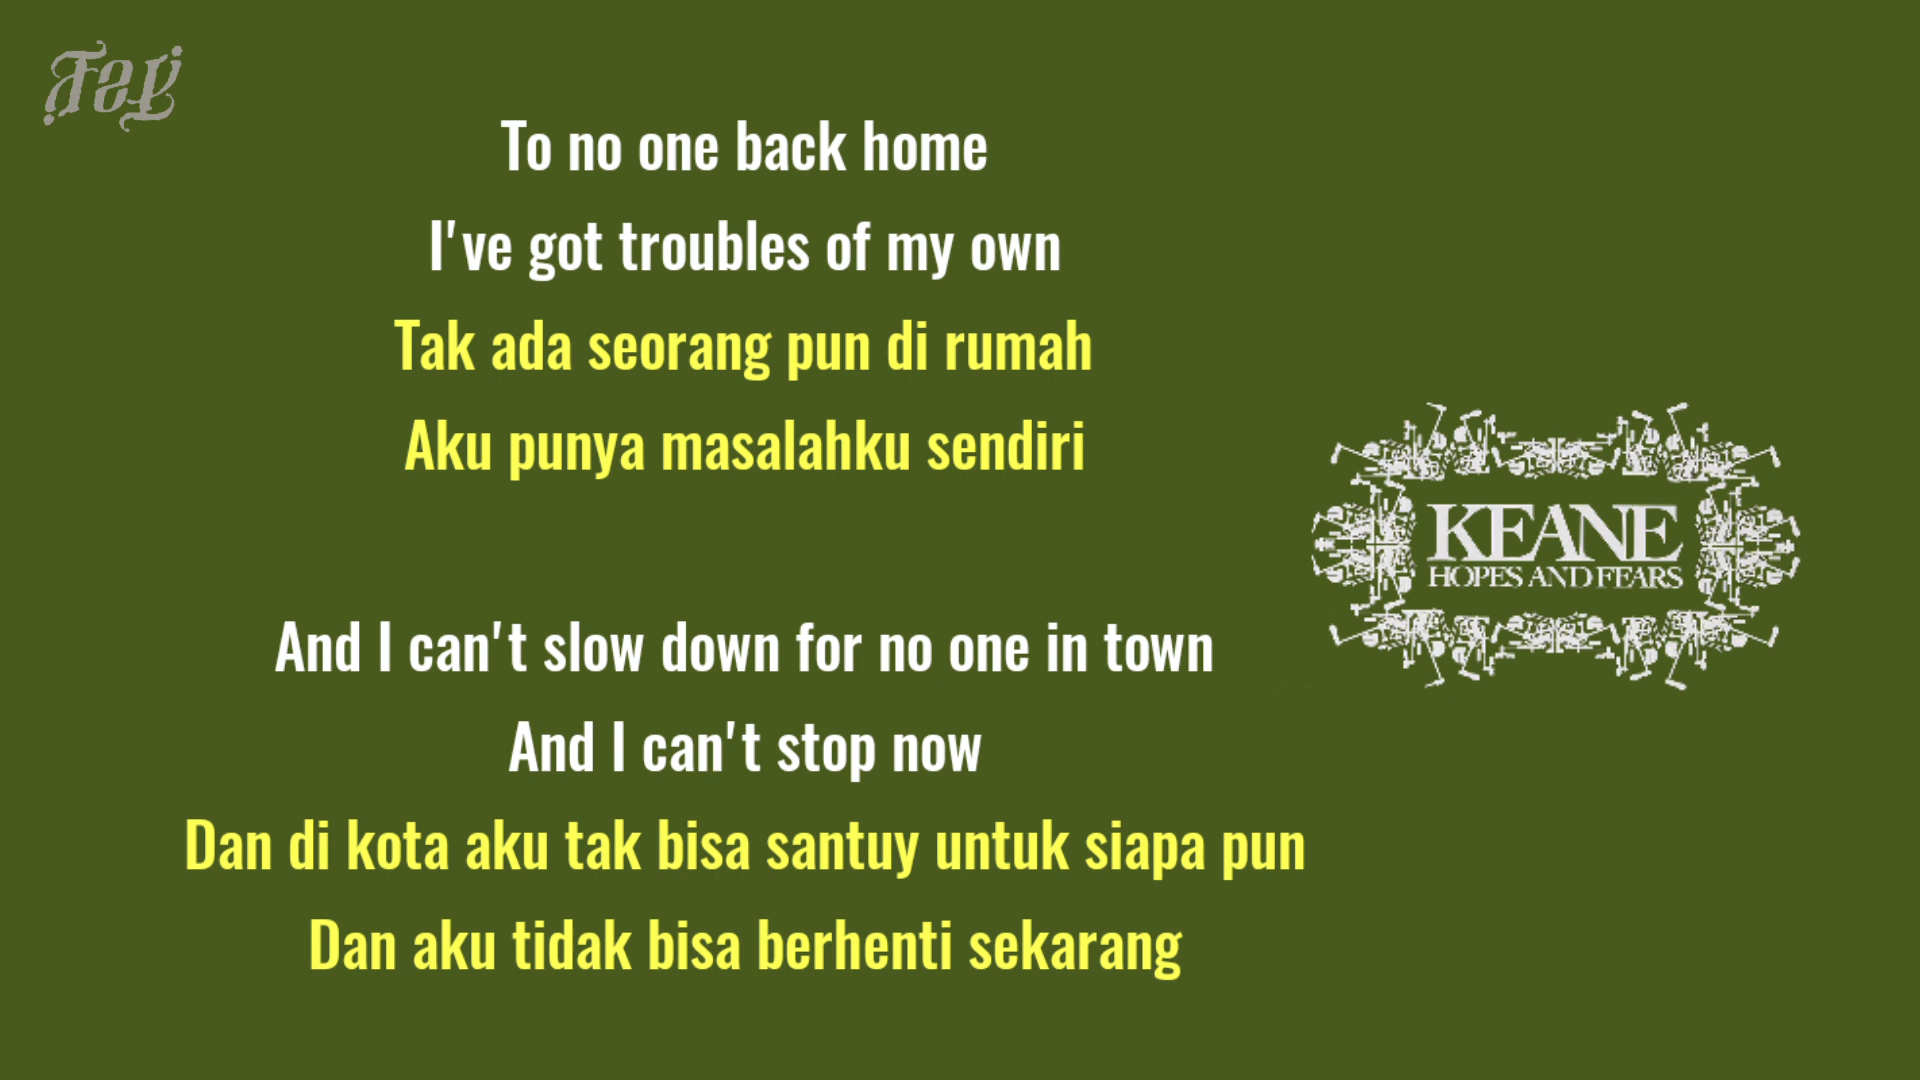 To no one back home
I've got troubles of my own
Tak ada seorang pun di rumah
Aku punya masalahku sendiri
KEANE
HOPES AND FEARS
And I can't slow down for no one in town
And I can't stop now
Dan di kota aku tak bisa santuy untuk siapa pun
Dan aku tidak bisa berhenti sekarang